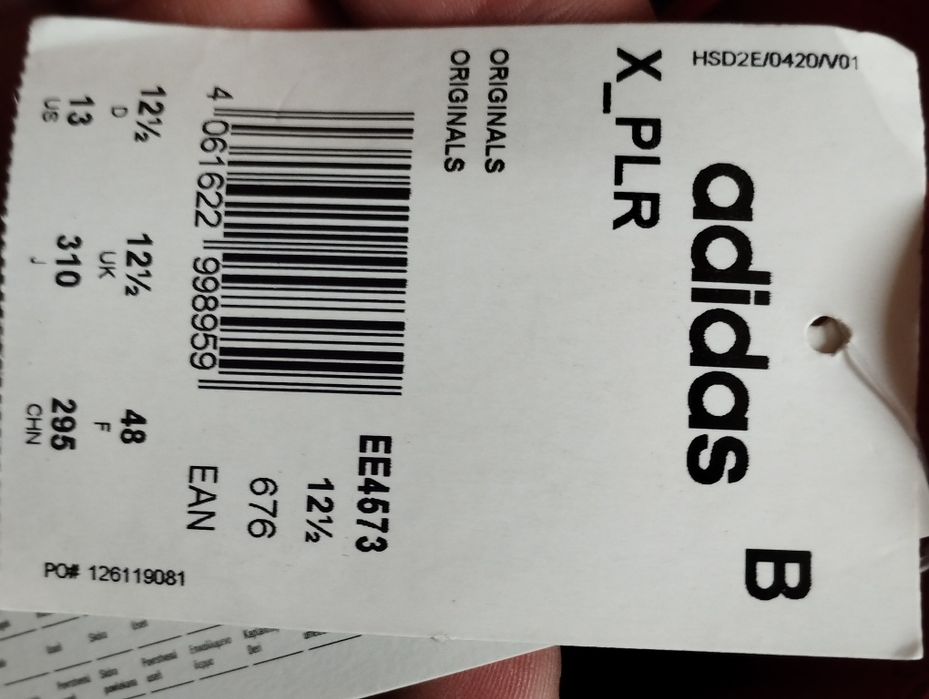 HSD2E/0420/V01
adidas
B
X_PLR
ORIGINALS
ORIGINALS
EE4573
12½
676
4 061622 998959
EAN
12½ 12½ 48
D UK F
13 310 295
US J CHN
PO# 126119081